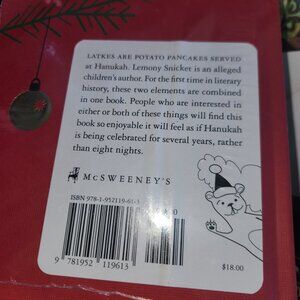 LATKES ARE POTATO PANCAKES SERVED
at Hanukah. Lemony Snicket is an alleged
children's author. For the first time in literary
history, these two elements are combined
in one book. People who are interested in
either or both of these things will find this
book so enjoyable it will feel as if Hanukah
is being celebrated for several years, rather
than eight nights.
McSWEENEY'S
ISBN 978-1-952119-61-3
9 781952 119613
$18.00